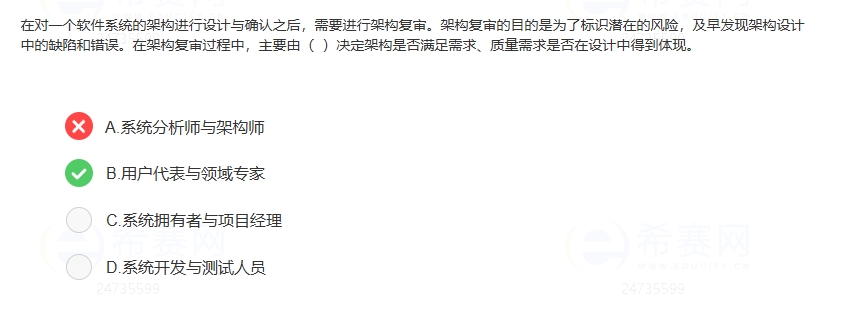 在对一个软件系统的架构进行设计与确认之后，需要进行架构复审。架构复审的目的是为了标识潜在的风险，及早发现架构设计
中的缺陷和错误。在架构复审过程中，主要由（ ）决定架构是否满足需求、质量需求是否在设计中得到体现。
A.系统分析师与架构师
B.用户代表与领域专家
C.系统拥有者与项目经理
希赛网
希赛网
D.系统开发与测试人员
24735599
24735599